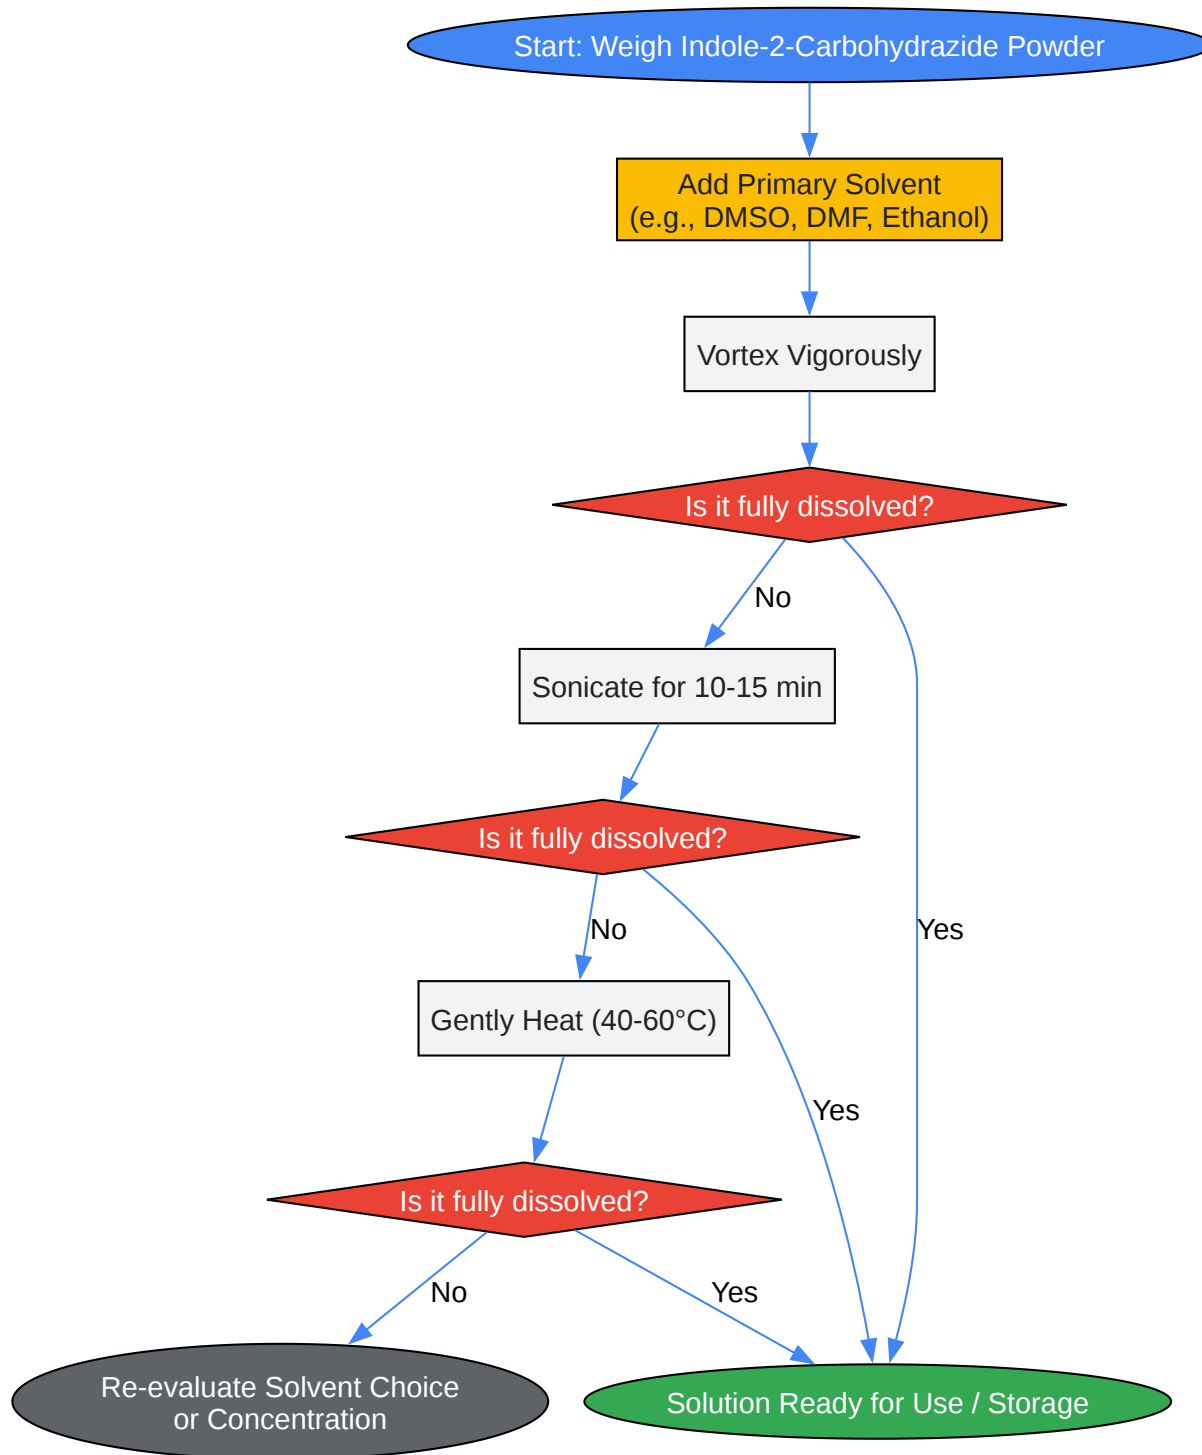 Start: Weigh Indole-2-Carbohydrazide Powder
Add Primary Solvent
(e.g., DMSO, DMF, Ethanol)
Vortex Vigorously
Is it fully dissolved?
No
Sonicate for 10-15 min
Is it fully dissolved?
No
Yes
Gently Heat (40-60°C)
Yes
Is it fully dissolved?
No
Yes
Re-evaluate Solvent Choice
or Concentration
Solution Ready for Use / Storage